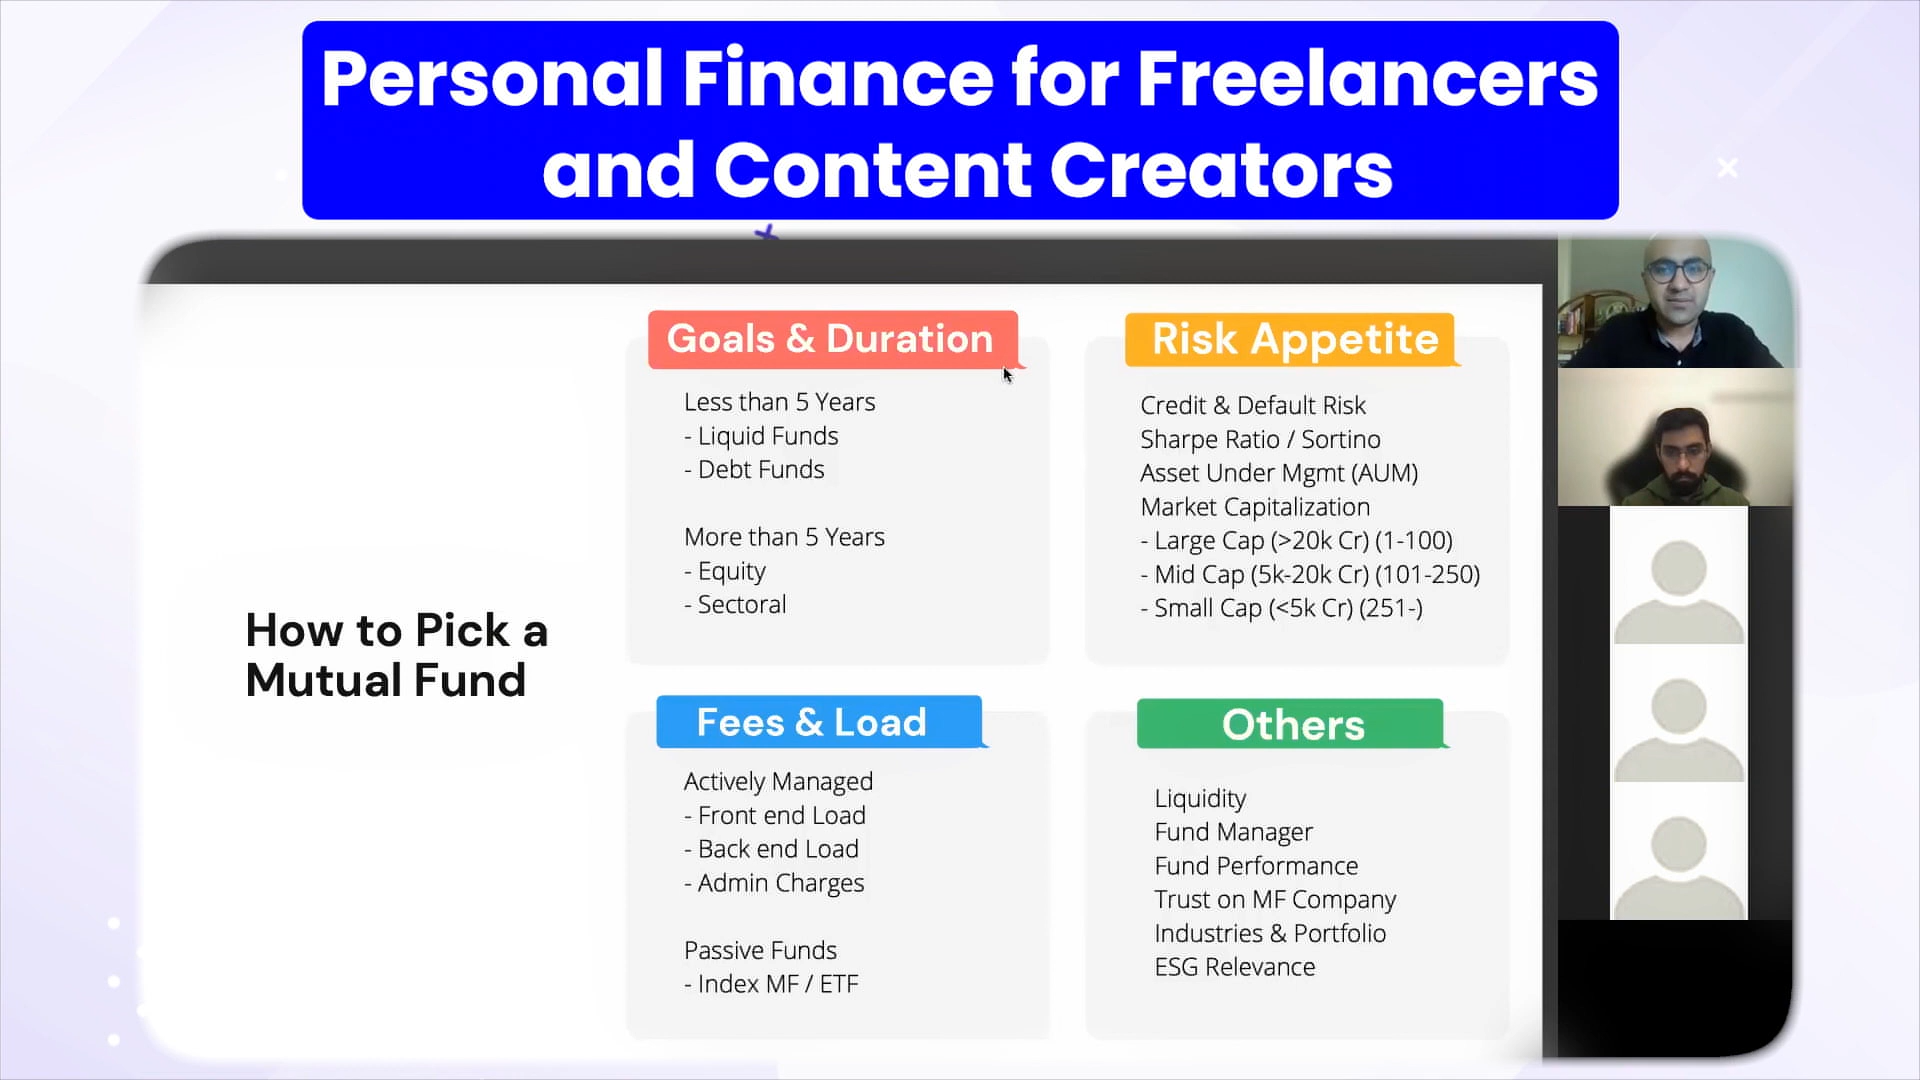 Personal Finance for Freelancers
and Content Creators
How to Pick a
Mutual Fund
Goals & Duration
Less than 5 Years
- Liquid Funds
- Debt Funds
More than 5 Years
- Equity
- Sectoral
Risk Appetite
Credit & Default Risk
Sharpe Ratio / Sortino
Asset Under Mgmt (AUM)
Market Capitalization
- Large Cap (>20k Cr) (1-100)
- Mid Cap (5k-20k Cr) (101-250)
- Small Cap (<5k Cr) (251-)
Fees & Load
Actively Managed
- Front end Load
- Back end Load
- Admin Charges
Passive Funds
- Index MF / ETF
Others
Liquidity
Fund Manager
Fund Performance
Trust on MF Company
Industries & Portfolio
ESG Relevance